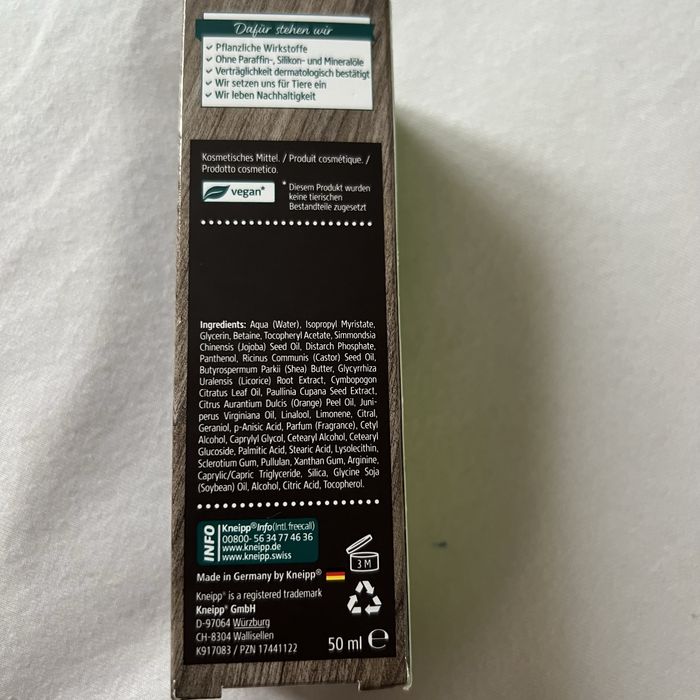 Dafür stehen wir
✓ Pflanzliche Wirkstoffe
✓ Ohne Paraffin-, Silikon- und Mineralöle
✓ Verträglichkeit dermatologisch bestätigt
✓ Wir setzen uns für Tiere ein
✓ Wir leben Nachhaltigkeit
Kosmetisches Mittel. / Produit cosmétique. /
Prodotto cosmetico.
vegan*
* Diesem Produkt wurden
keine tierischen
Bestandteile zugesetzt
Ingredients: Aqua (Water), Isopropyl Myristate,
Glycerin, Betaine, Tocopheryl Acetate, Simmondsia
Chinensis (Jojoba) Seed Oil, Distarch Phosphate,
Panthenol, Ricinus Communis (Castor) Seed Oil,
Butyrospermum Parkii (Shea) Butter, Glycyrrhiza
Uralensis (Licorice) Root Extract, Cymbopogon
Citratus Leaf Oil, Paullinia Cupana Seed Extract,
Citrus Aurantium Dulcis (Orange) Peel Oil, Juni-
perus Virginiana Oil, Linalool, Limonene, Citral,
Geraniol, p-Anisic Acid, Parfum (Fragrance), Cetyl
Alcohol, Caprylyl Glycol, Cetearyl Alcohol, Cetearyl
Glucoside, Palmitic Acid, Stearic Acid, Lysolecithin,
Sclerotium Gum, Pullulan, Xanthan Gum, Arginine,
Caprylic/Capric Triglyceride, Silica, Glycine Soja
(Soybean) Oil, Alcohol, Citric Acid, Tocopherol.
INFO
Kneipp®Info (intl. freecall)
00800- 56 34 77 46 36
www.kneipp.de
www.kneipp.swiss
3 M
Made in Germany by Kneipp®
Kneipp® is a registered trademark
Kneipp® GmbH
D-97064 Würzburg
CH-8304 Wallisellen
K917083 / PZN 17441122
50 ml ℮